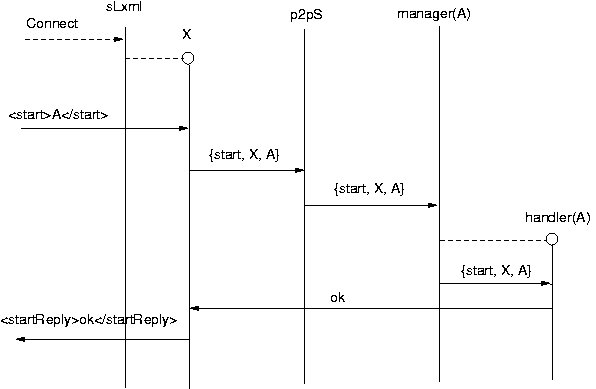 sLxml
Connect
X
p2pS
manager(A)
<start>A</start>
{start, X, A}
{start, X, A}
handler(A)
{start, X, A}
ok
<startReply>ok</startReply>